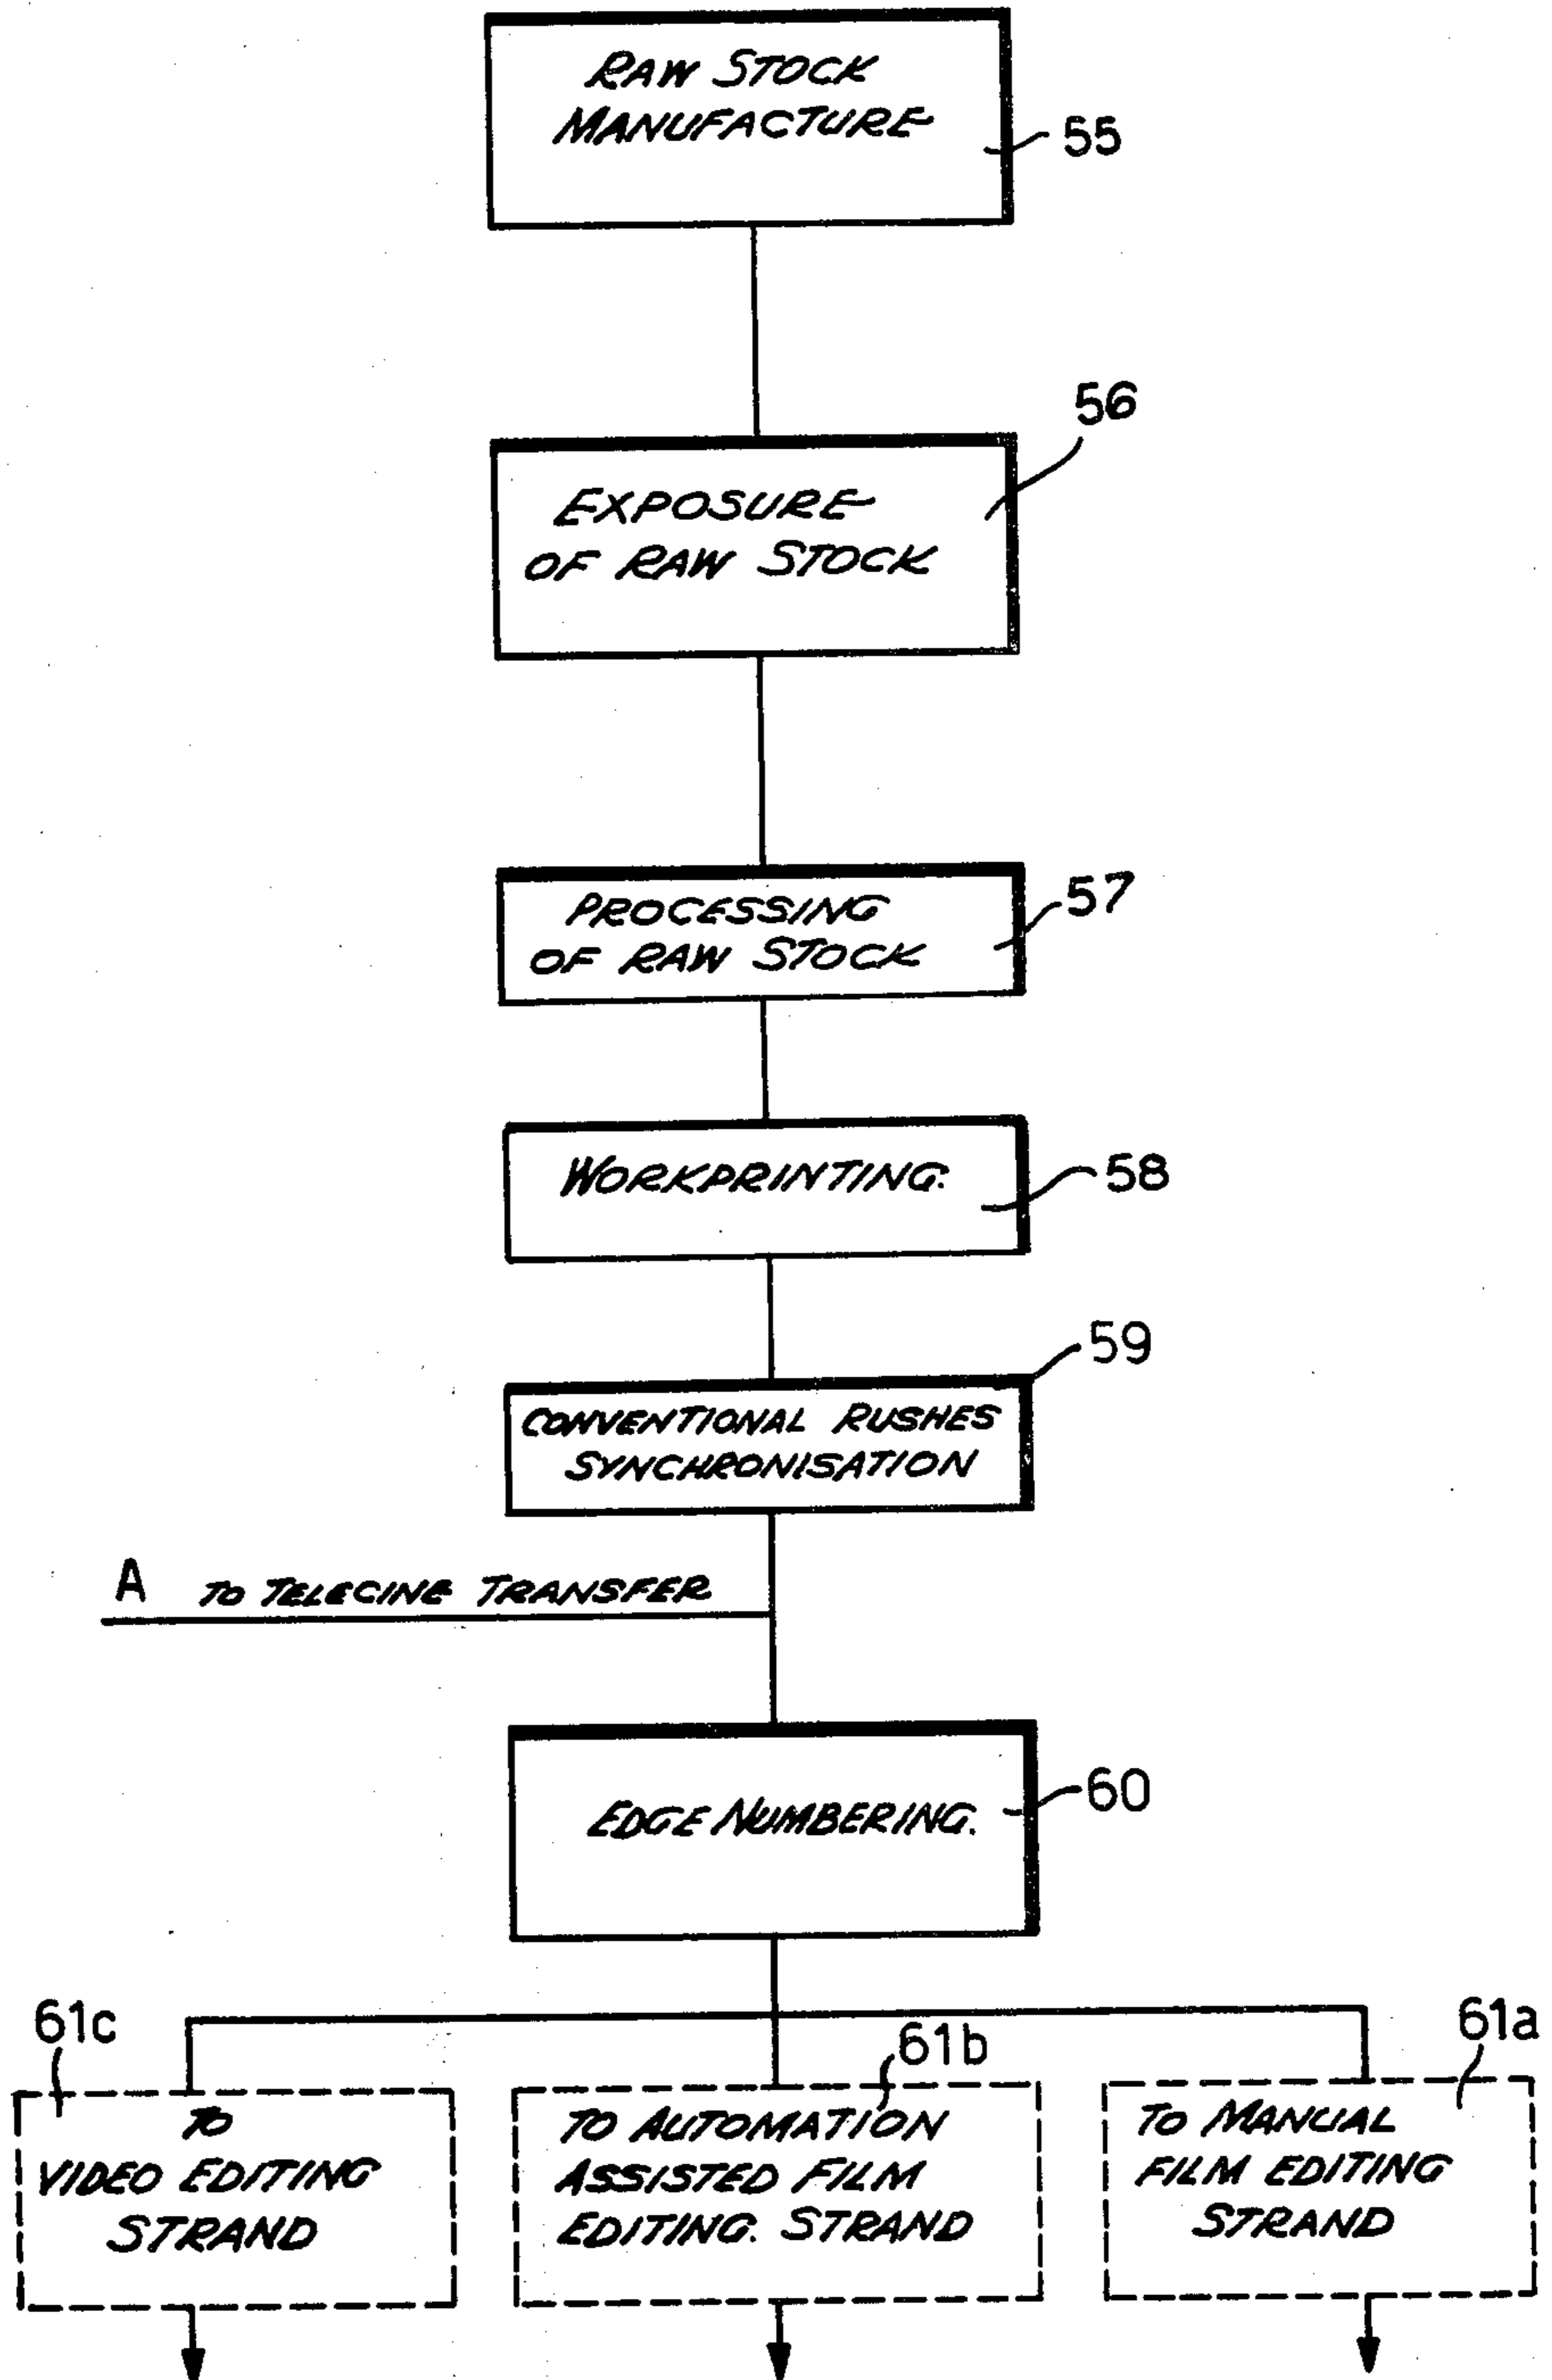 RAW STOCK
MANUFACTURE
55
56
EXPOSURE
OF RAW STOCK
57
PROCESSING
OF RAW STOCK
WORKPRINTING.
58
59
CONVENTIONAL RUSHES
SYNCHRONISATION
A TO TELECINE TRANSFER
EDGE NUMBERING.
60
61c
61b
61a
TO
VIDEO EDITING
STRAND
TO AUTOMATION
ASSISTED FILM
EDITING. STRAND
TO MANUAL
FILM EDITING
STRAND